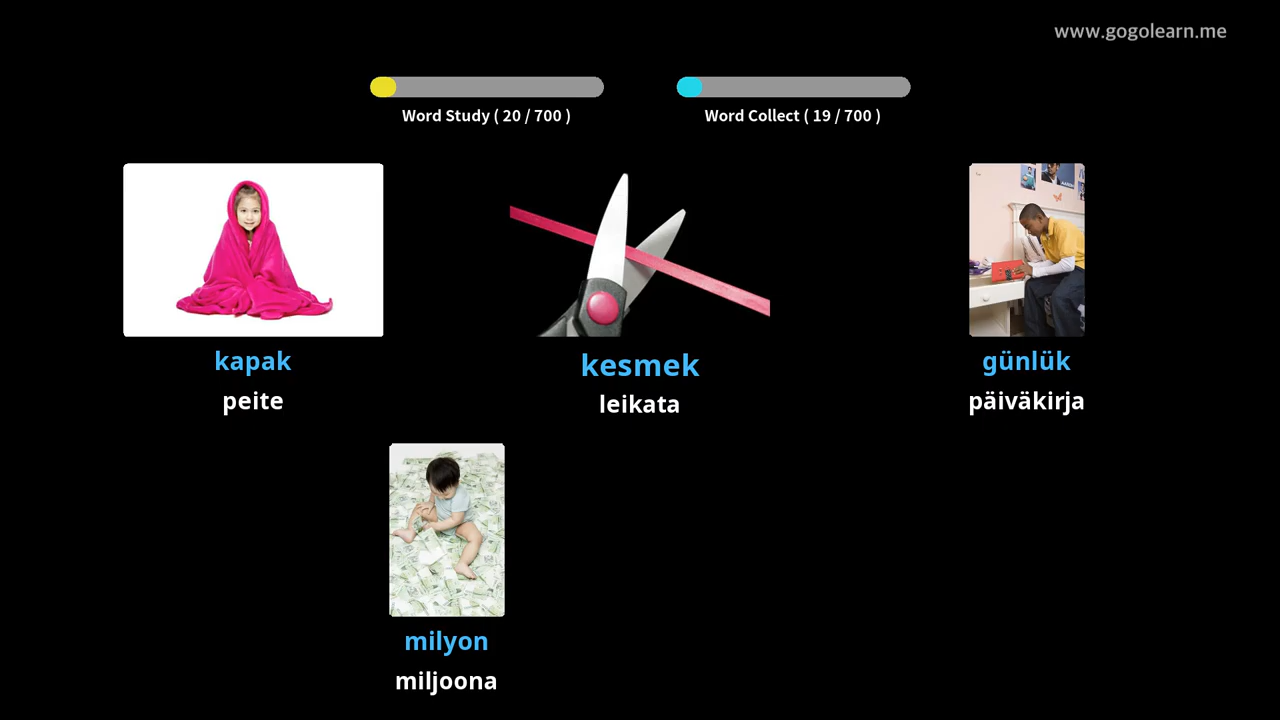 www.gogolearn.me
Word Study ( 20 / 700 )
Word Collect ( 19 / 700 )
kapak
peite
kesmek
leikata
günlük
päiväkirja
milyon
miljoona